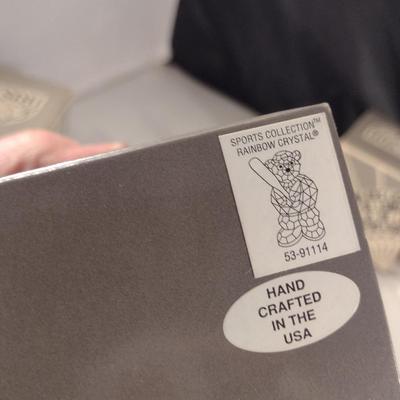 SPORTS COLLECTION™
RAINBOW CRYSTAL®
53-91114
HAND
CRAFTED
IN THE
USA